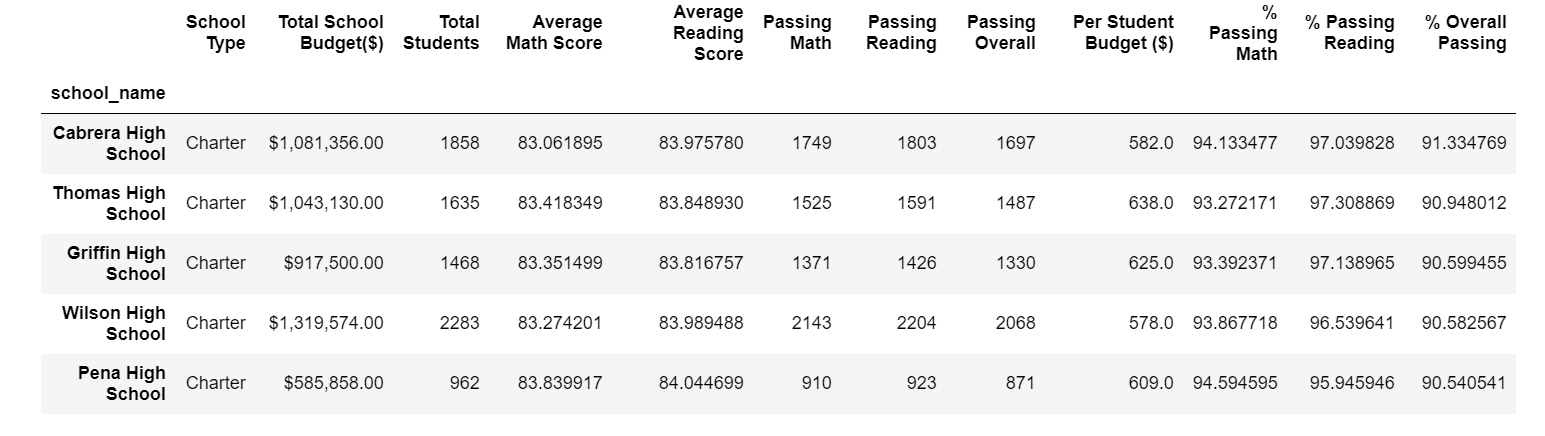 School Type Total School Budget($) Total Students Average Math Score Average Reading Score Passing Math Passing Reading Passing Overall Per Student Budget ($) % Passing Math % Passing Reading % Overall Passing
school_name
Cabrera High School Charter $1,081,356.00 1858 83.061895 83.975780 1749 1803 1697 582.0 94.133477 97.039828 91.334769
Thomas High School Charter $1,043,130.00 1635 83.418349 83.848930 1525 1591 1487 638.0 93.272171 97.308869 90.948012
Griffin High School Charter $917,500.00 1468 83.351499 83.816757 1371 1426 1330 625.0 93.392371 97.138965 90.599455
Wilson High School Charter $1,319,574.00 2283 83.274201 83.989488 2143 2204 2068 578.0 93.867718 96.539641 90.582567
Pena High School Charter $585,858.00 962 83.839917 84.044699 910 923 871 609.0 94.594595 95.945946 90.540541